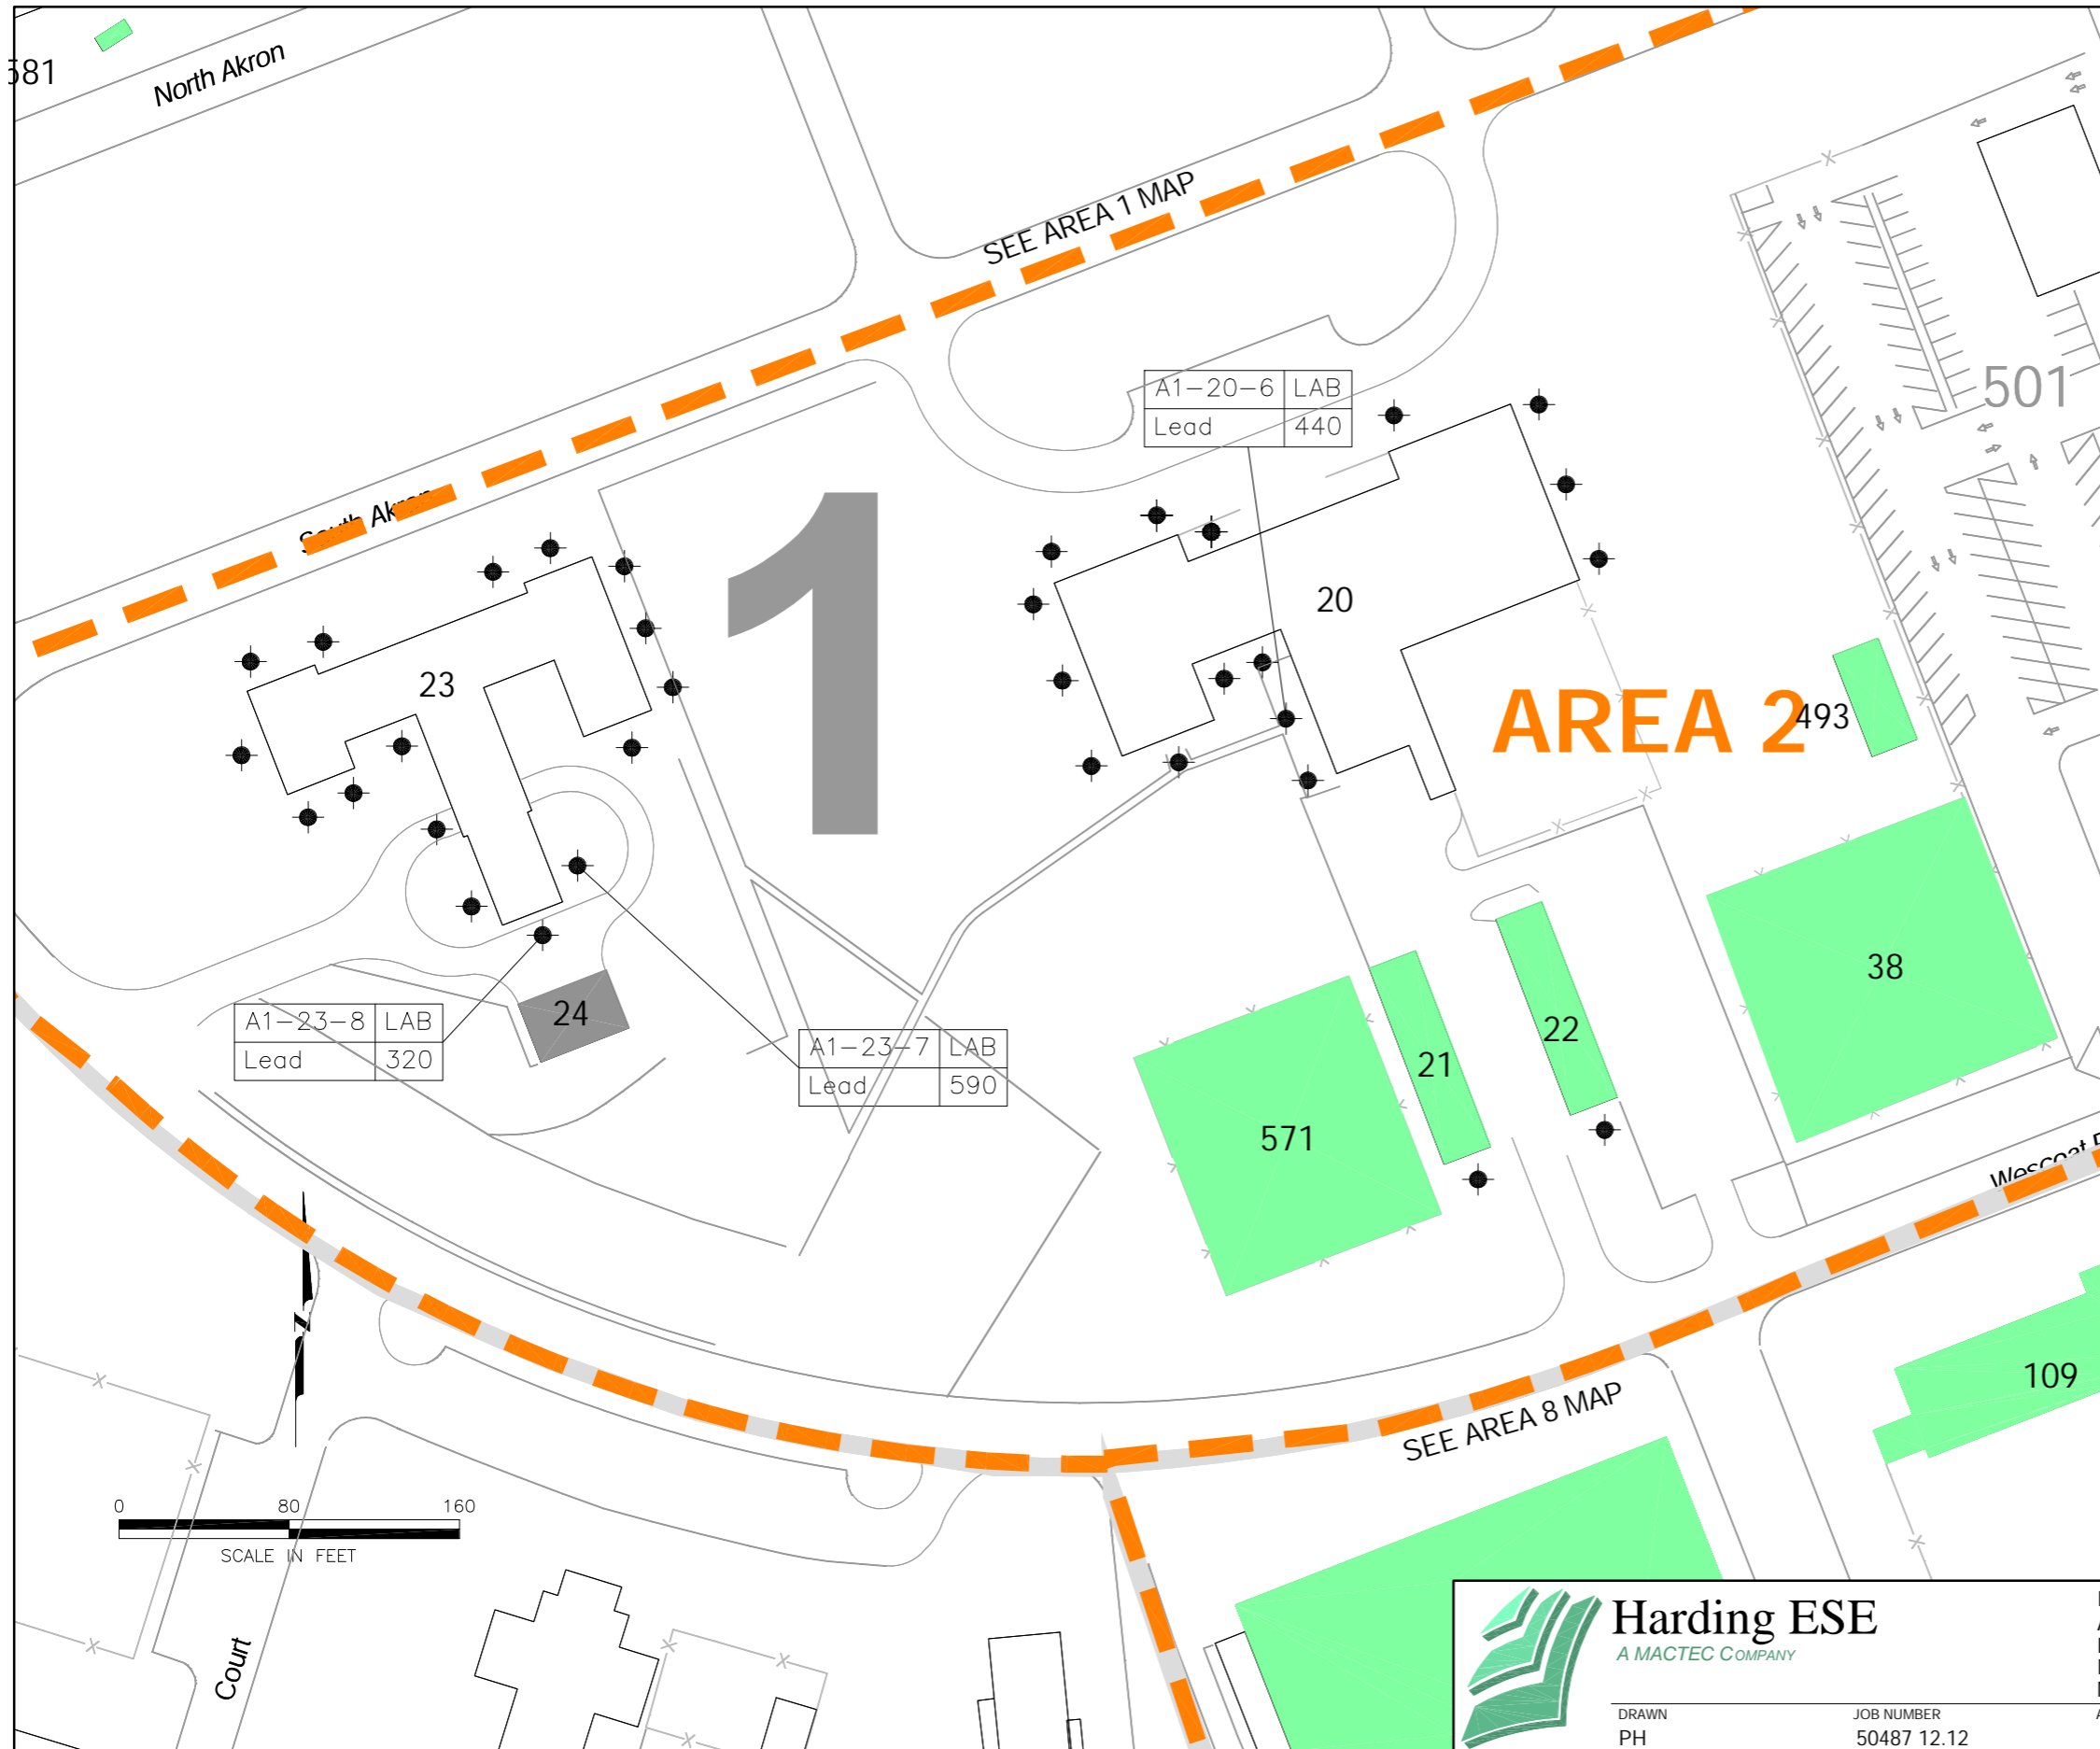 North Akron
SEE AREA 1 MAP
A1-20-6 LAB
Lead 440
501
1
20
23
AREA 2
493
38
24
22
21
571
A1-23-8 LAB
Lead 320
A1-23-7 LAB
Lead 590
N
109
SEE AREA 8 MAP
0 80 160
SCALE IN FEET
Court
Harding ESE
A MACTEC COMPANY
DRAWN JOB NUMBER
PH 50487 12.12